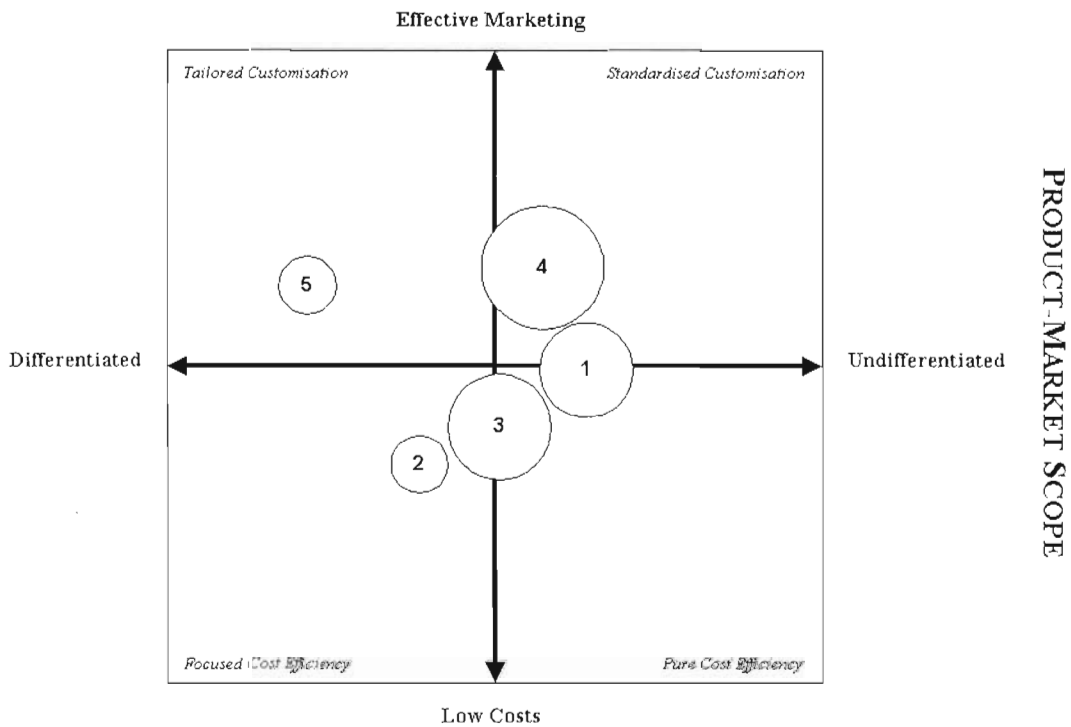 Effective Marketing
Tailored Customisation
Standardised Customisation
4
5
Differentiated
1
Undifferentiated
3
2
Focused Cost Efficiency
Pure Cost Efficiency
Low Costs
PRODUCT-MARKET SCOPE